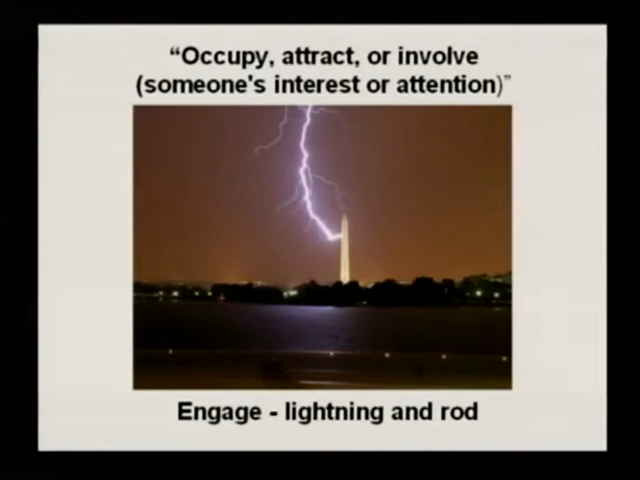 “Occupy, attract, or involve
(someone's interest or attention)”
Engage - lightning and rod